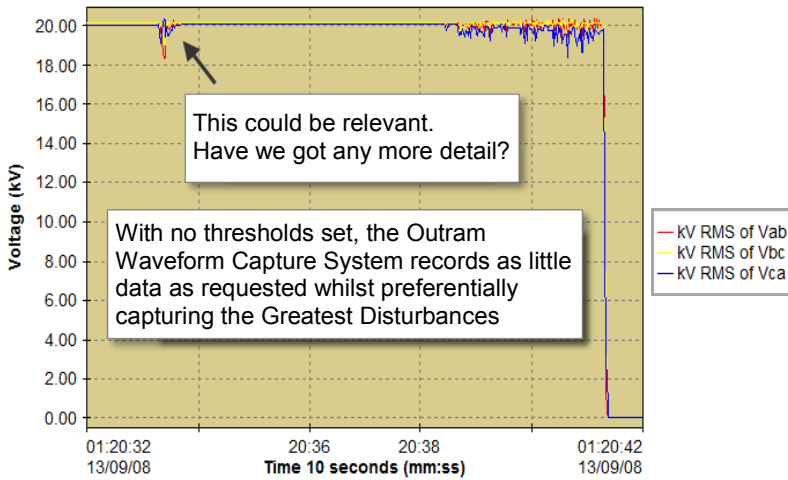 20.00
18.00
16.00
14.00
12.00
10.00
8.00
6.00
4.00
2.00
0.00
Voltage (kV)
This could be relevant.
Have we got any more detail?
With no thresholds set, the Outram
Waveform Capture System records as little
data as requested whilst preferentially
capturing the Greatest Disturbances
kV RMS of Vab
kV RMS of Vbc
kV RMS of Vca
01:20:32 20:36 20:38 01:20:42
13/09/08 Time 10 seconds (mm:ss) 13/09/08